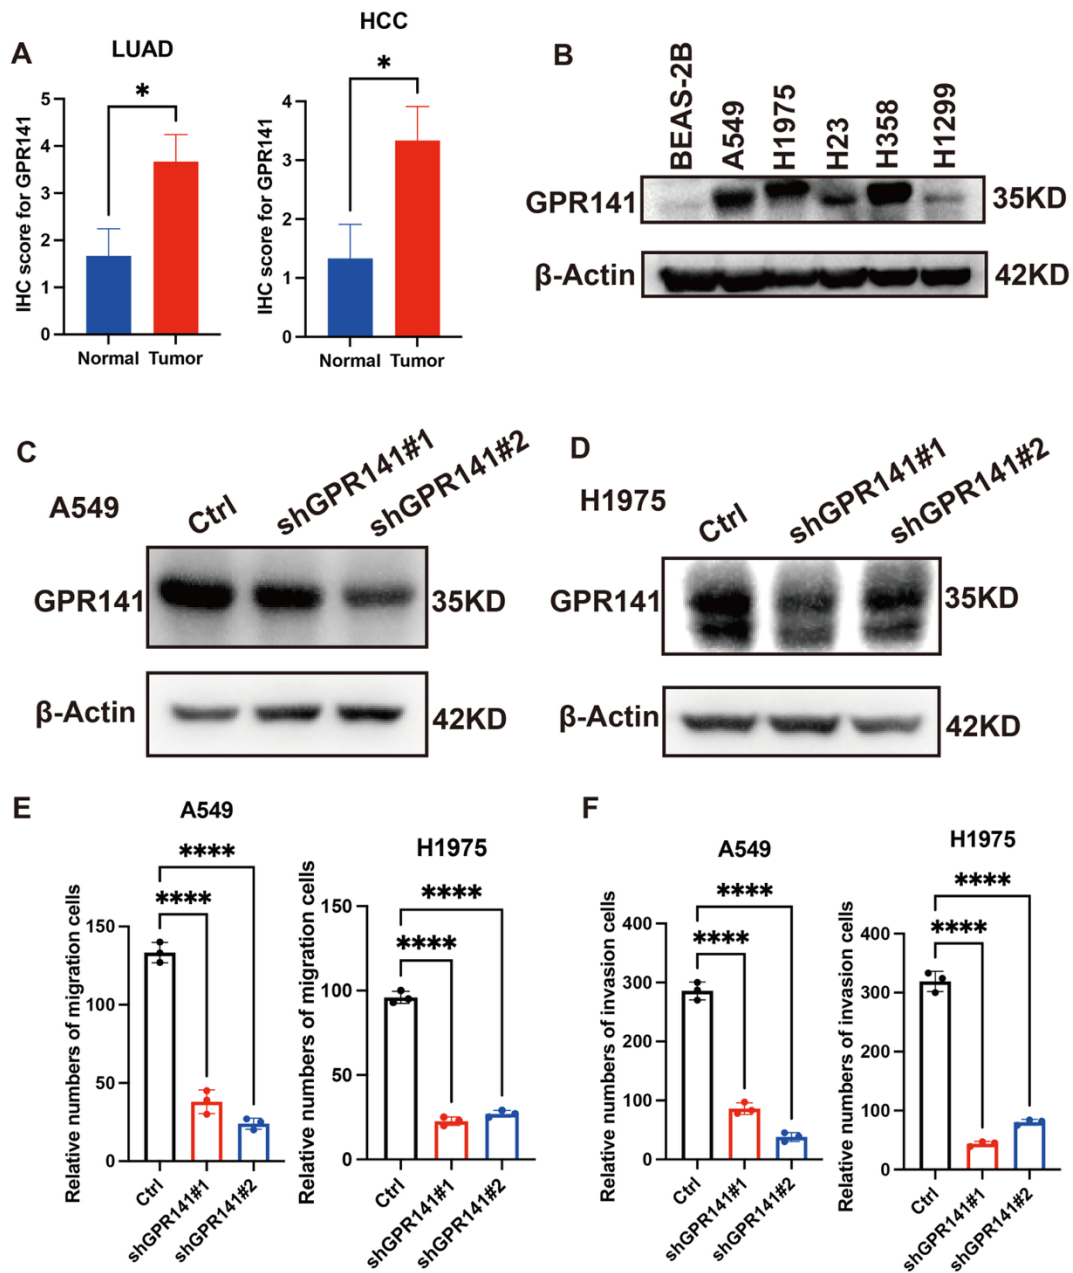 A
LUAD
*
IHC score for GPR141
5
4
3
2
1
0
Normal Tumor
HCC
*
IHC score for GPR141
4
3
2
1
0
Normal Tumor
B
BEAS-2B
A549
H1975
H23
H358
H1299
GPR141
35KD
β-Actin
42KD
C
A549
Ctrl
shGPR141#1
shGPR141#2
GPR141
35KD
β-Actin
42KD
D
H1975
Ctrl
shGPR141#1
shGPR141#2
GPR141
35KD
β-Actin
42KD
E
A549
****
****
Relative numbers of migration cells
150
100
50
0
Ctrl
shGPR141#1
shGPR141#2
H1975
****
****
Relative numbers of migration cells
150
100
50
0
Ctrl
shGPR141#1
shGPR141#2
F
A549
****
****
Relative numbers of invasion cells
400
300
200
100
0
Ctrl
shGPR141#1
shGPR141#2
H1975
****
****
Relative numbers of invasion cells
400
300
200
100
0
Ctrl
shGPR141#1
shGPR141#2